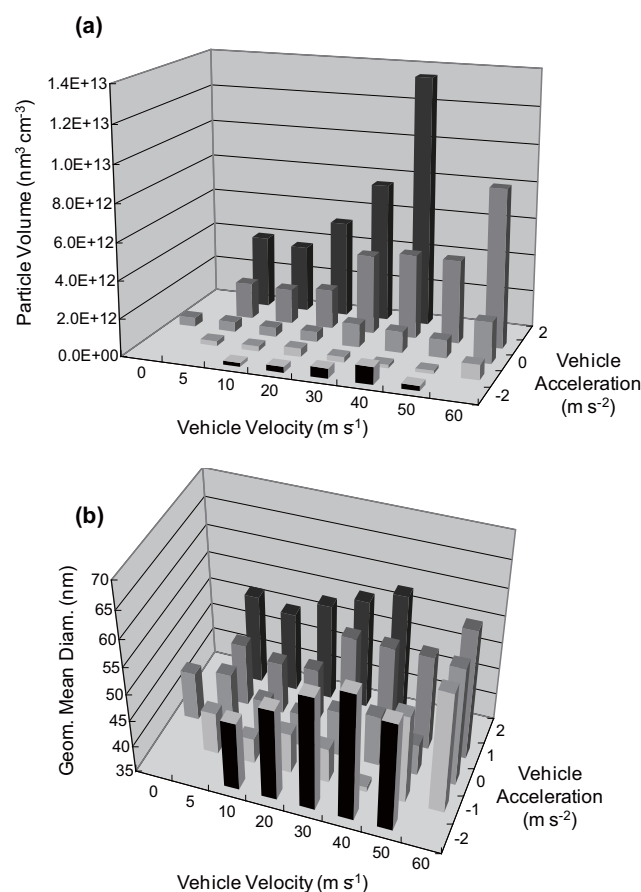 (a)
1.4E+13
1.2E+13
1.0E+13
8.0E+12
6.0E+12
4.0E+12
2.0E+12
0.0E+00
Particle Volume (nm3 cm-3)
0
5
10
20
30
40
50
60
Vehicle Velocity (m s-1)
2
0
-2
Vehicle
Acceleration
(m s-2)
(b)
70
65
60
55
50
45
40
35
Geom. Mean Diam. (nm)
0
5
10
20
30
40
50
60
Vehicle Velocity (m s-1)
2
1
0
-1
-2
Vehicle
Acceleration
(m s-2)